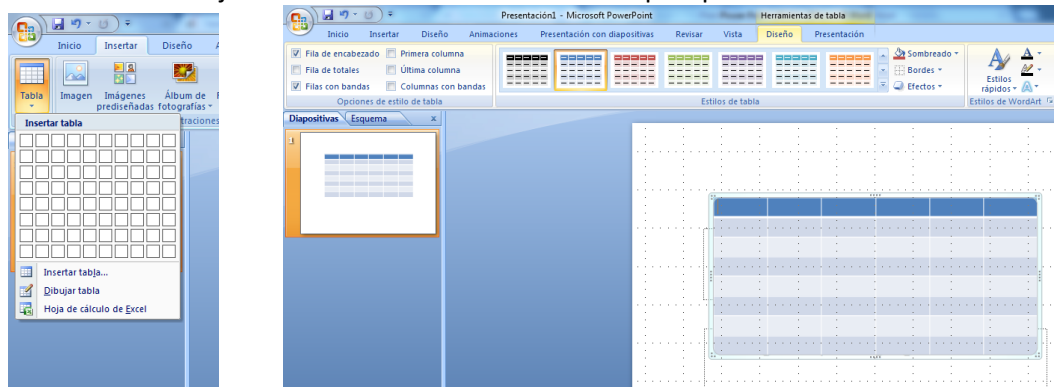 Inicio Insertar Diseño
Tabla Imagen Imágenes prediseñadas Álbum de fotografías
Insertar tabla
Insertar tabla...
Dibujar tabla
Hoja de cálculo de Excel
Presentación1 - Microsoft PowerPoint Herramientas de tabla
Inicio Insertar Diseño Animaciones Presentación con diapositivas Revisar Vista Diseño Presentación
Fila de encabezado Primera columna
Fila de totales Última columna
Filas con bandas Columnas con bandas
Opciones de estilo de tabla
Estilos de tabla
Sombreado
Bordes
Efectos
Estilos rápidos
Estilos de WordArt
Diapositivas Esquema x
1